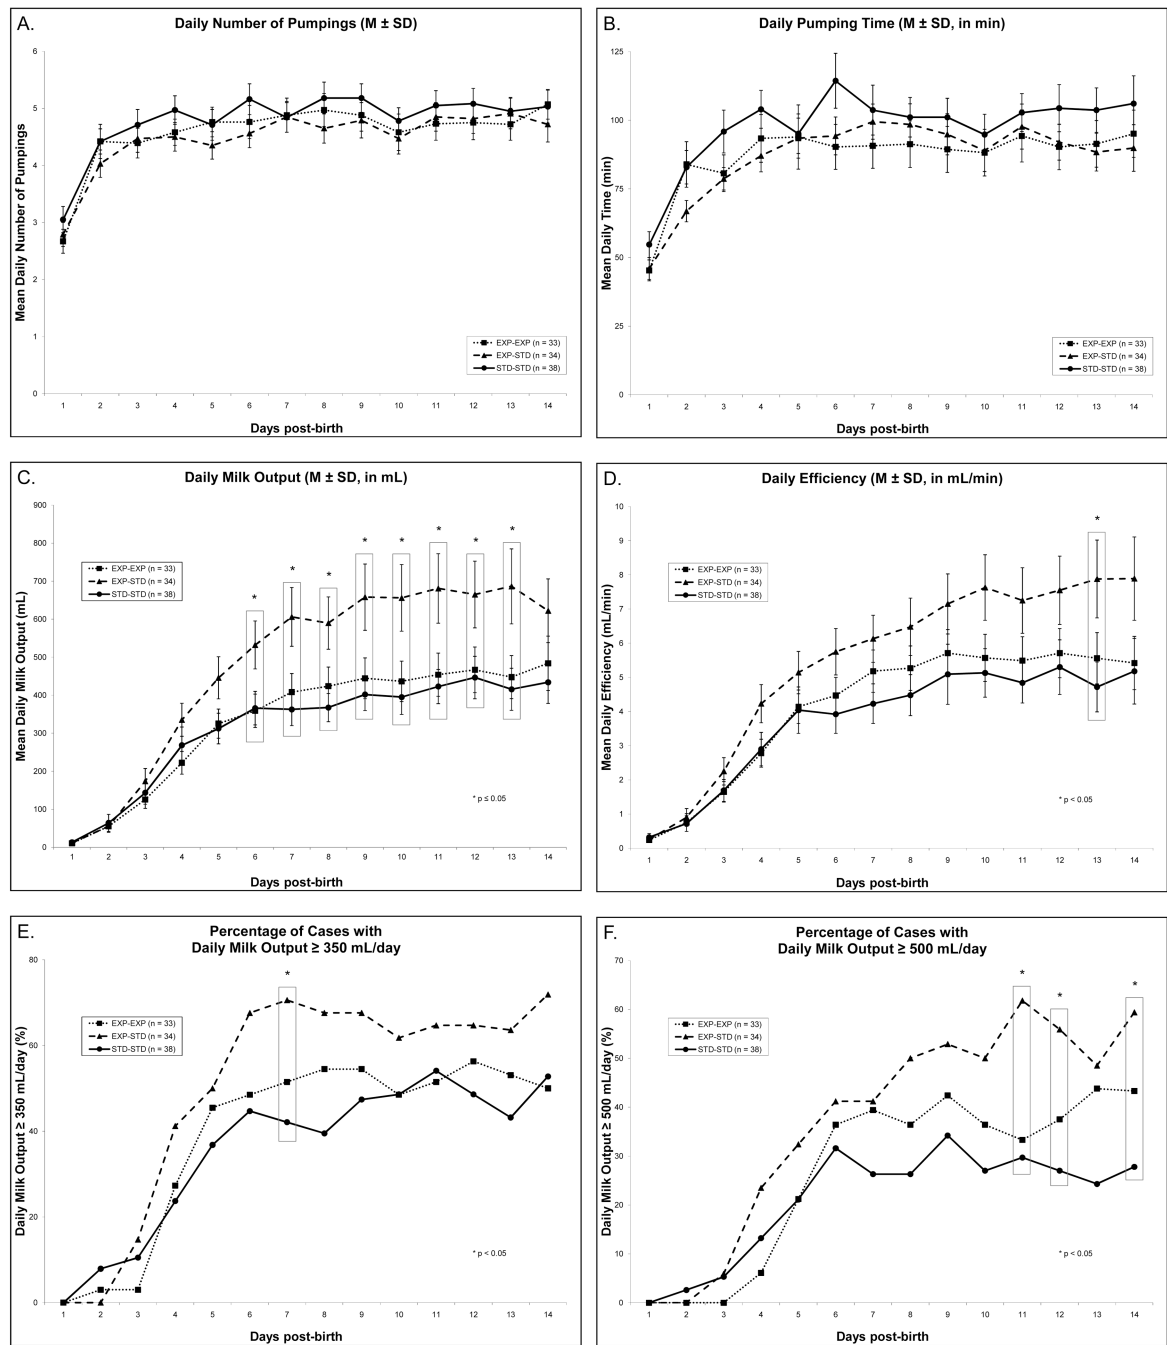 A.
Daily Number of Pumpings (M ± SD)
Mean Daily Number of Pumpings
6
5
4
3
2
1
0
EXP-EXP (n = 33)
EXP-STD (n = 34)
STD-STD (n = 38)
1 2 3 4 5 6 7 8 9 10 11 12 13 14
Days post-birth
B.
Daily Pumping Time (M ± SD, in min)
Mean Daily Time (min)
125
100
75
50
25
0
EXP-EXP (n = 33)
EXP-STD (n = 34)
STD-STD (n = 38)
1 2 3 4 5 6 7 8 9 10 11 12 13 14
Days post-birth
C.
Daily Milk Output (M ± SD, in mL)
Mean Daily Milk Output (mL)
900
800
700
600
500
400
300
200
100
0
EXP-EXP (n = 33)
EXP-STD (n = 34)
STD-STD (n = 38)
* * * * * * * *
* p ≤ 0.05
1 2 3 4 5 6 7 8 9 10 11 12 13 14
Days post-birth
D.
Daily Efficiency (M ± SD, in mL/min)
Mean Daily Efficiency (mL/min)
10
9
8
7
6
5
4
3
2
1
0
EXP-EXP (n = 33)
EXP-STD (n = 34)
STD-STD (n = 38)
*
* p < 0.05
1 2 3 4 5 6 7 8 9 10 11 12 13 14
Days post-birth
E.
Percentage of Cases with
Daily Milk Output ≥ 350 mL/day
Daily Milk Output ≥ 350 mL/day (%)
80
60
40
20
0
EXP-EXP (n = 33)
EXP-STD (n = 34)
STD-STD (n = 38)
*
* p < 0.05
1 2 3 4 5 6 7 8 9 10 11 12 13 14
Days post-birth
F.
Percentage of Cases with
Daily Milk Output ≥ 500 mL/day
Daily Milk Output ≥ 500 mL/day (%)
70
60
50
40
30
20
10
0
EXP-EXP (n = 33)
EXP-STD (n = 34)
STD-STD (n = 38)
* * *
* p < 0.05
1 2 3 4 5 6 7 8 9 10 11 12 13 14
Days post-birth